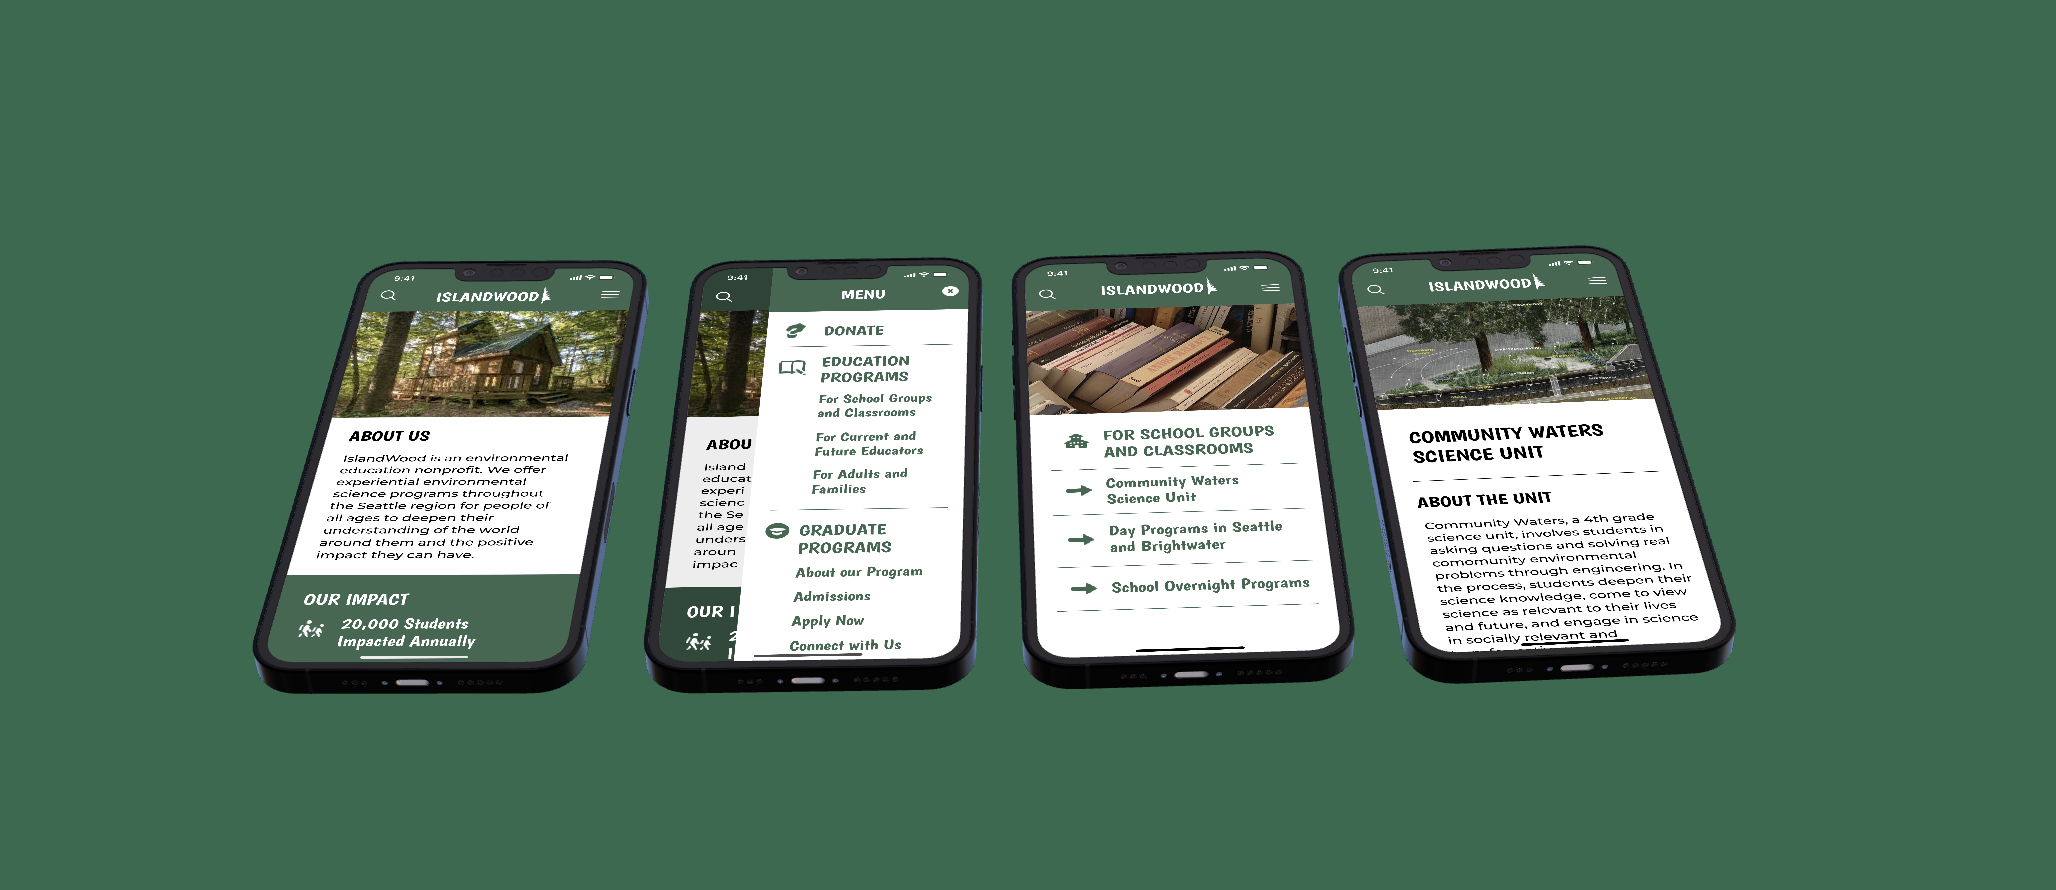 9:41
ISLANDWOOD
ABOUT US
IslandWood is an environmental
education nonprofit. We offer
experiential environmental
science programs throughout
the Seattle region for people of
all ages to deepen their
understanding of the world
around them and the positive
impact they can have.
OUR IMPACT
20,000 Students
Impacted Annually
9:41
MENU
ABOU
Island
educat
experi
scienc
the Se
all age
unders
aroun
impac
OUR I
2
DONATE
EDUCATION
PROGRAMS
For School Groups
and Classrooms
For Current and
Future Educators
For Adults and
Families
GRADUATE
PROGRAMS
About our Program
Admissions
Apply Now
Connect with Us
9:41
ISLANDWOOD
FOR SCHOOL GROUPS
AND CLASSROOMS
Community Waters
Science Unit
Day Programs in Seattle
and Brightwater
School Overnight Programs
9:41
ISLANDWOOD
COMMUNITY WATERS
SCIENCE UNIT
ABOUT THE UNIT
Community Waters, a 4th grade
science unit, involves students in
asking questions and solving real
comomunity environmental
problems through engineering. In
the process, students deepen their
science knowledge, come to view
science as relevant to their lives
and future, and engage in science
in socially relevant and